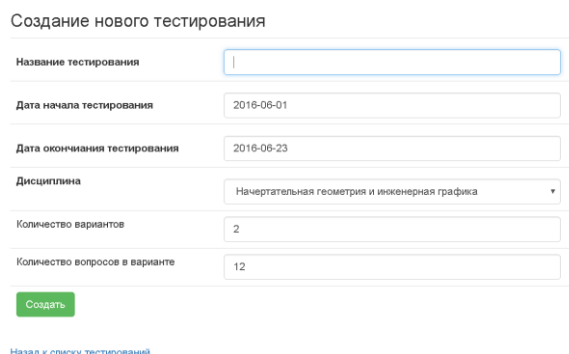 Создание нового тестирования
Название тестирования
Дата начала тестирования 2016-06-01
Дата окончиания тестирования 2016-06-23
Дисциплина Начертательная геометрия и инженерная графика
Количество вариантов 2
Количество вопросов в варианте 12
Создать
Назад к списку тестирований